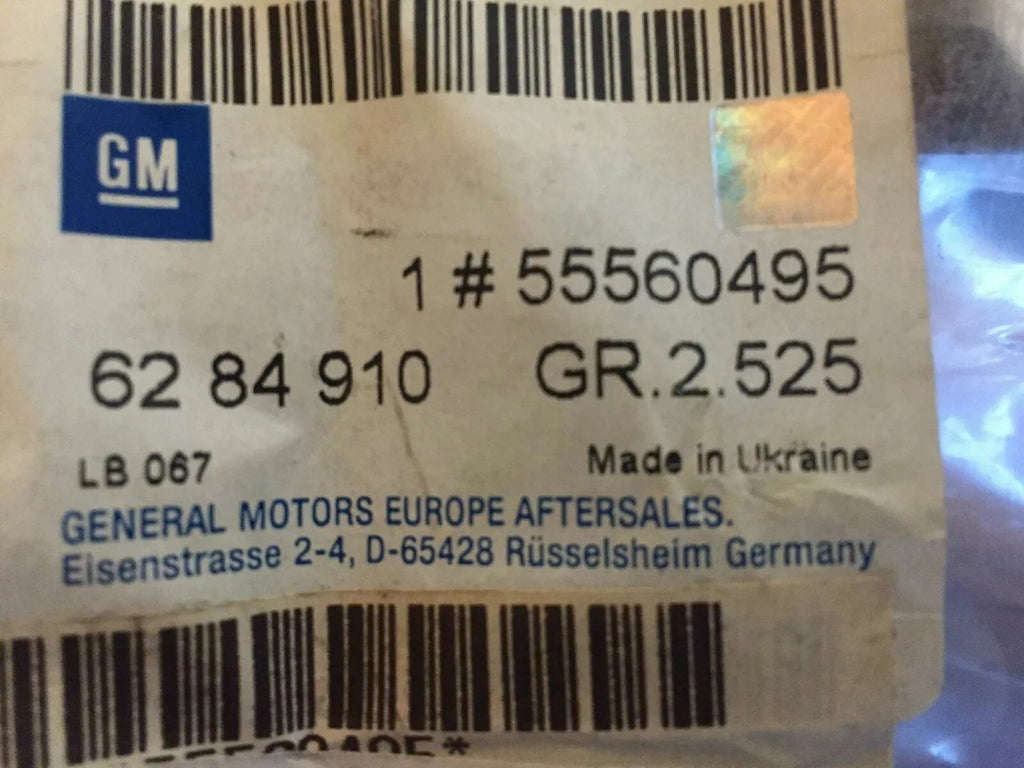 GM
1 # 55560495
62 84 910 GR.2.525
LB 067 Made in Ukraine
GENERAL MOTORS EUROPE AFTERSALES.
Eisenstrasse 2-4, D-65428 Rüsselsheim Germany